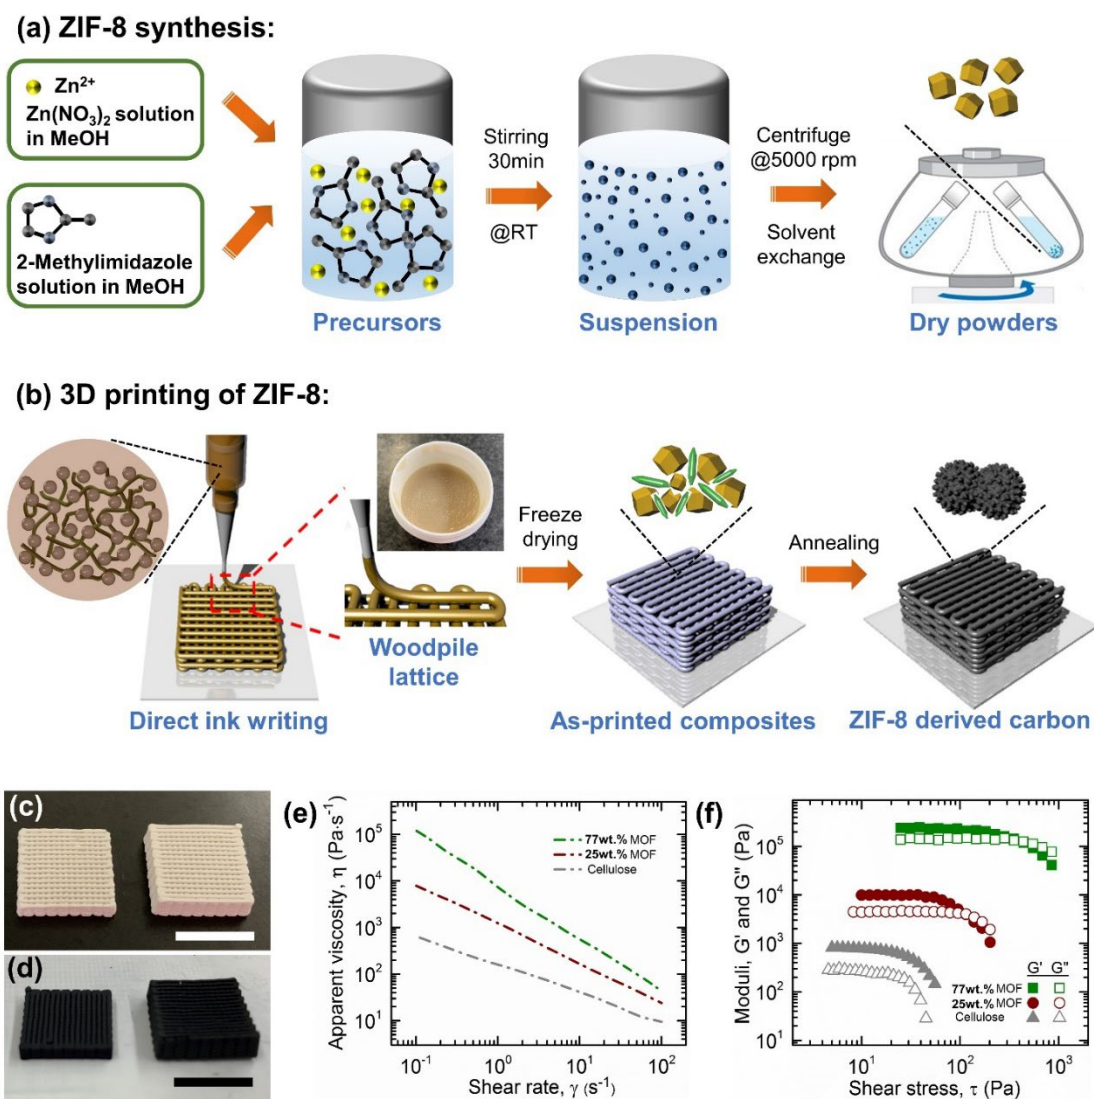 (a) ZIF-8 synthesis:
Zn²⁺
Zn(NO₃)₂ solution
in MeOH
2-Methylimidazole
solution in MeOH
Precursors
Stirring
30min
@RT
Suspension
Centrifuge
@5000 rpm
Solvent
exchange
Dry powders
(b) 3D printing of ZIF-8:
Direct ink writing
Woodpile
lattice
Freeze
drying
As-printed composites
Annealing
ZIF-8 derived carbon
(c)
(d)
(e)
Apparent viscosity, η (Pa·s⁻¹)
10⁵
10⁴
10³
10²
10¹
77wt.% MOF
25wt.% MOF
Cellulose
10⁻¹ 10⁰ 10¹ 10²
Shear rate, γ (s⁻¹)
(f)
Moduli, G' and G" (Pa)
10⁵
10⁴
10³
10²
10¹
G' G"
77wt.% MOF
25wt.% MOF
Cellulose
10¹ 10² 10³
Shear stress, τ (Pa)